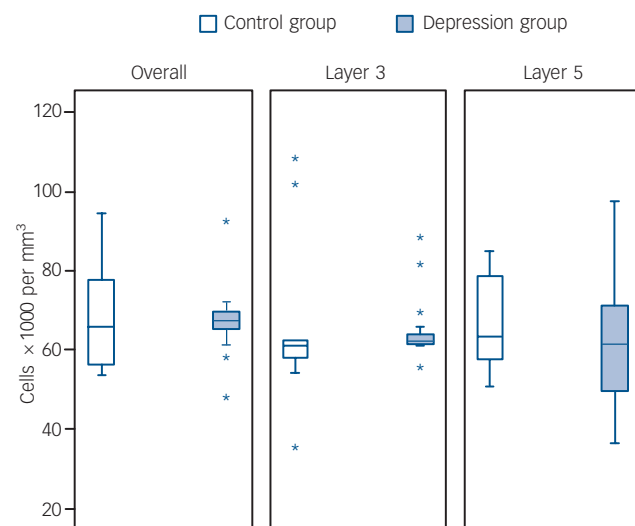 Control group Depression group
Overall Layer 3 Layer 5
Cells ×1000 per mm³
120
100
80
60
40
20